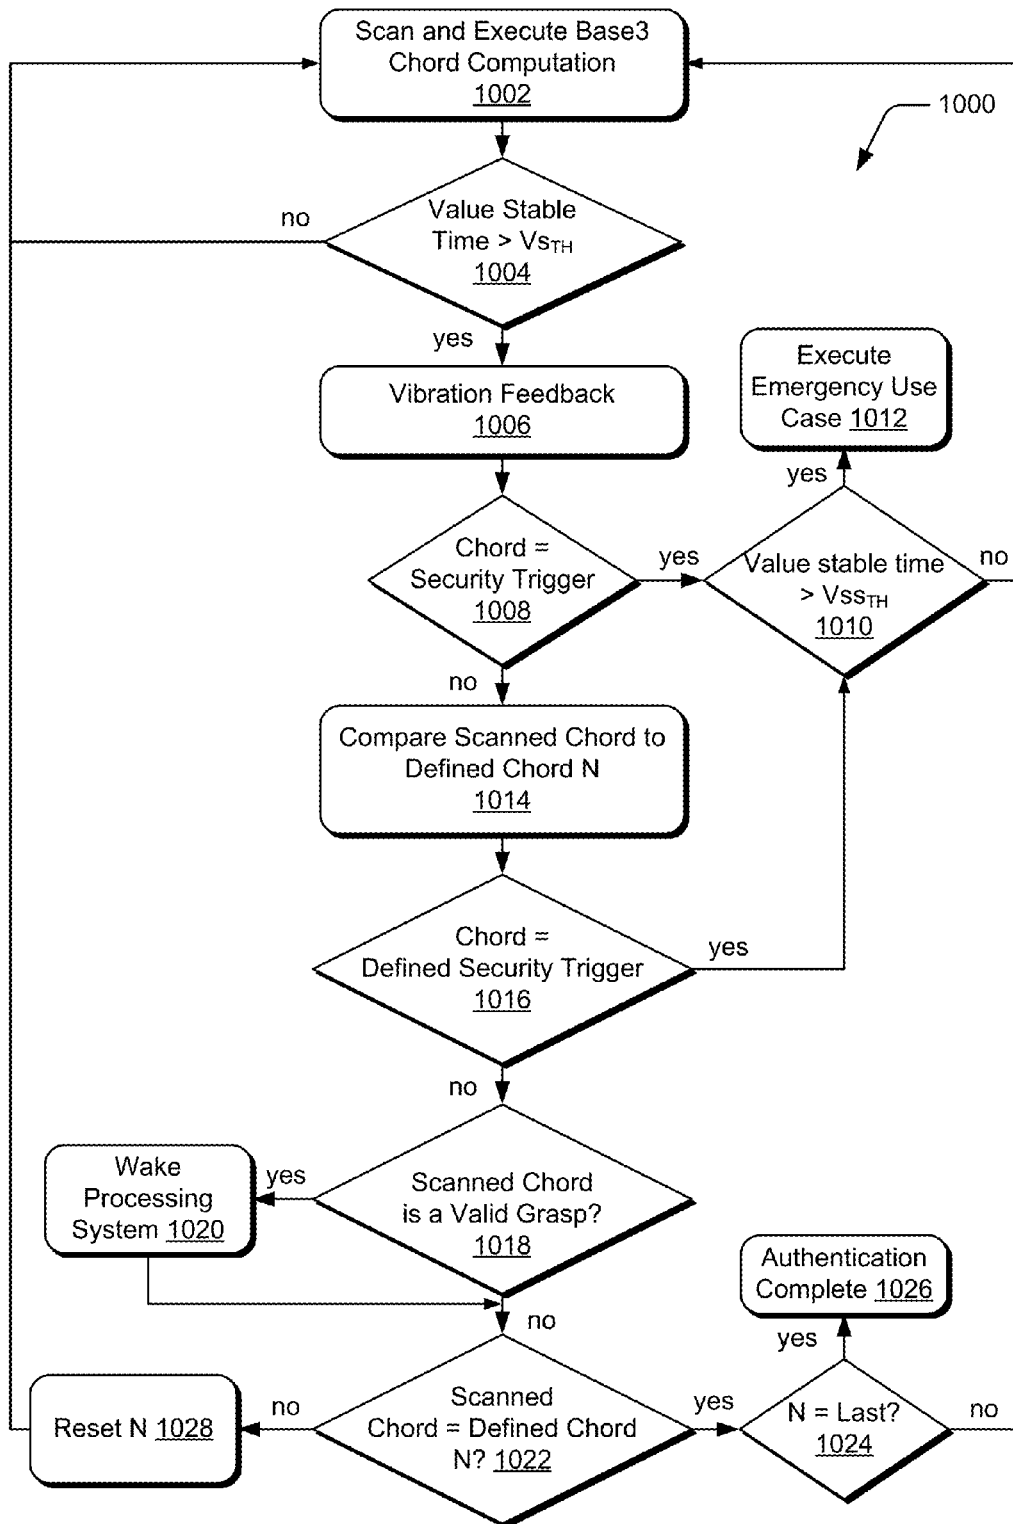 Scan and Execute Base3
Chord Computation
1002
1000
Value Stable
Time > VsTH
1004
no
yes
Vibration Feedback
1006
Execute
Emergency Use
Case 1012
yes
Chord =
Security Trigger
1008
yes
Value stable time
> VssTH
1010
no
no
Compare Scanned Chord to
Defined Chord N
1014
Chord =
Defined Security Trigger
1016
yes
no
Wake
Processing
System 1020
yes
Scanned Chord
is a Valid Grasp?
1018
no
Authentication
Complete 1026
yes
Reset N 1028
no
Scanned
Chord = Defined Chord
N? 1022
yes
N = Last?
1024
no